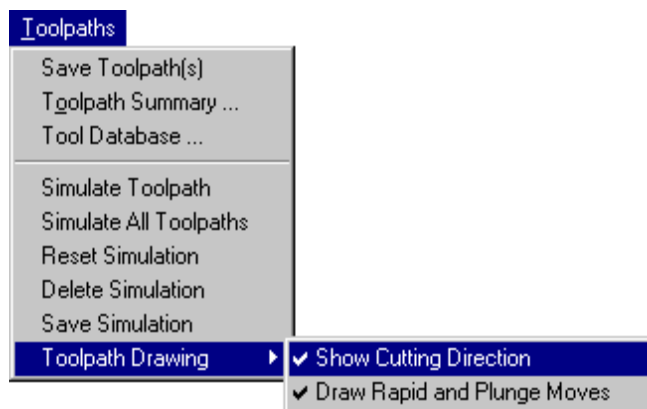 Toolpaths
Save Toolpath(s)
Toolpath Summary ...
Tool Database ...
Simulate Toolpath
Simulate All Toolpaths
Reset Simulation
Delete Simulation
Save Simulation
Toolpath Drawing
Show Cutting Direction
Draw Rapid and Plunge Moves